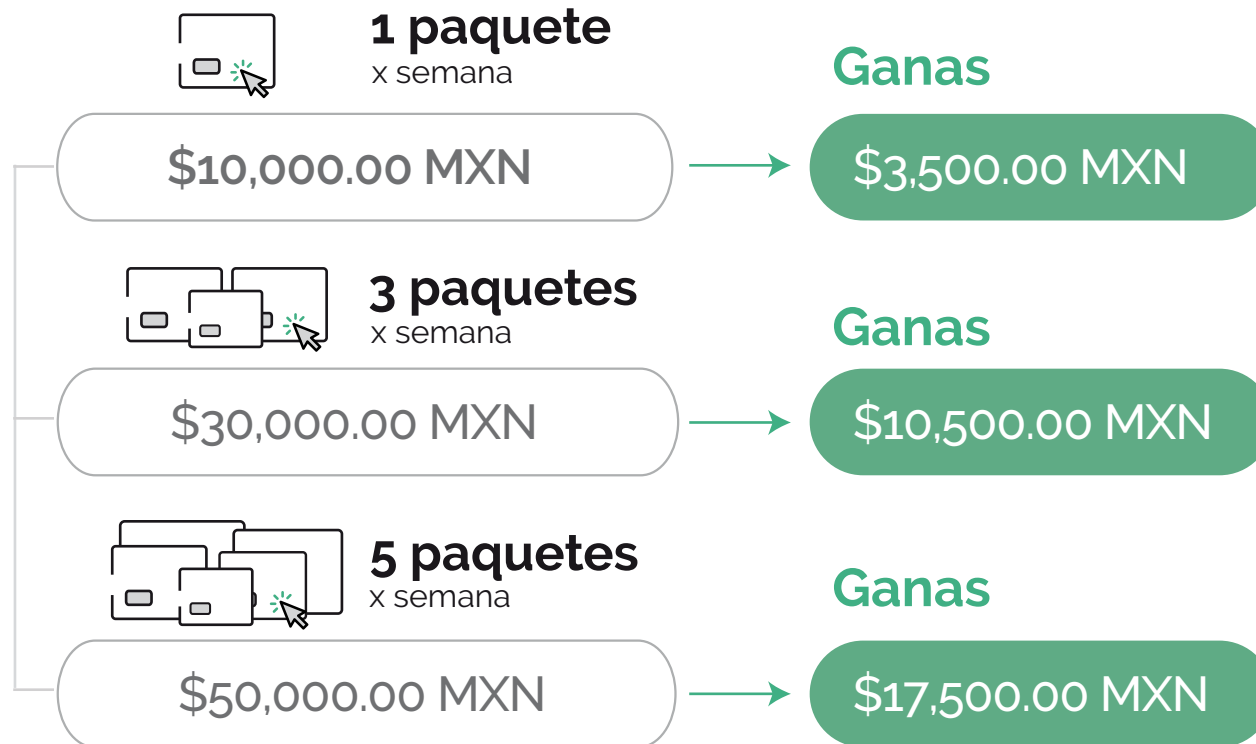 1 paquete
x semana
Ganas
$10,000.00 MXN
$3,500.00 MXN
3 paquetes
x semana
Ganas
$30,000.00 MXN
$10,500.00 MXN
5 paquetes
x semana
Ganas
$50,000.00 MXN
$17,500.00 MXN